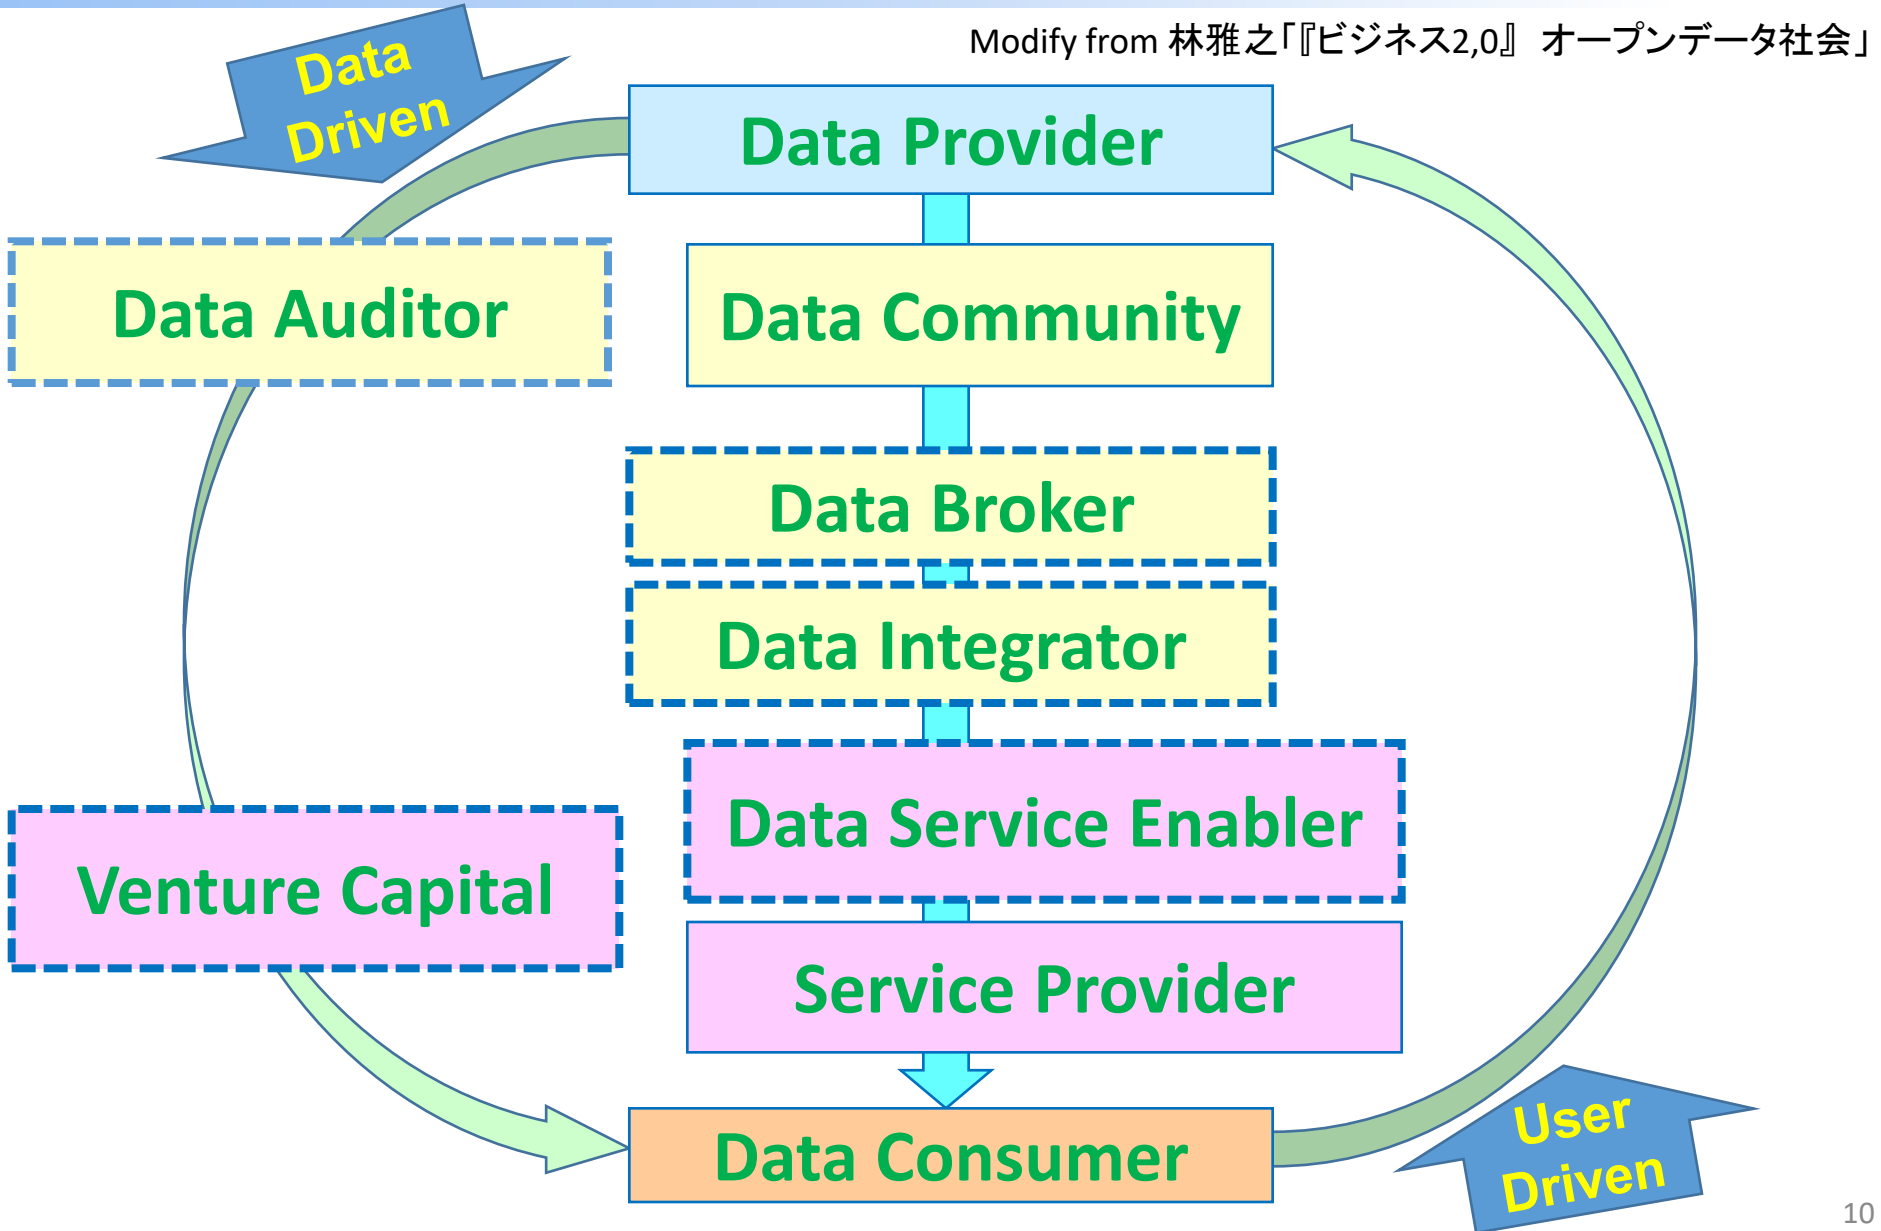 Modify from 林雅之「『ビジネス2,0』 オープンデータ社会」
Data
Driven
Data Provider
Data Auditor
Data Community
Data Broker
Data Integrator
Data Service Enabler
Venture Capital
Service Provider
Data Consumer
User
Driven
10